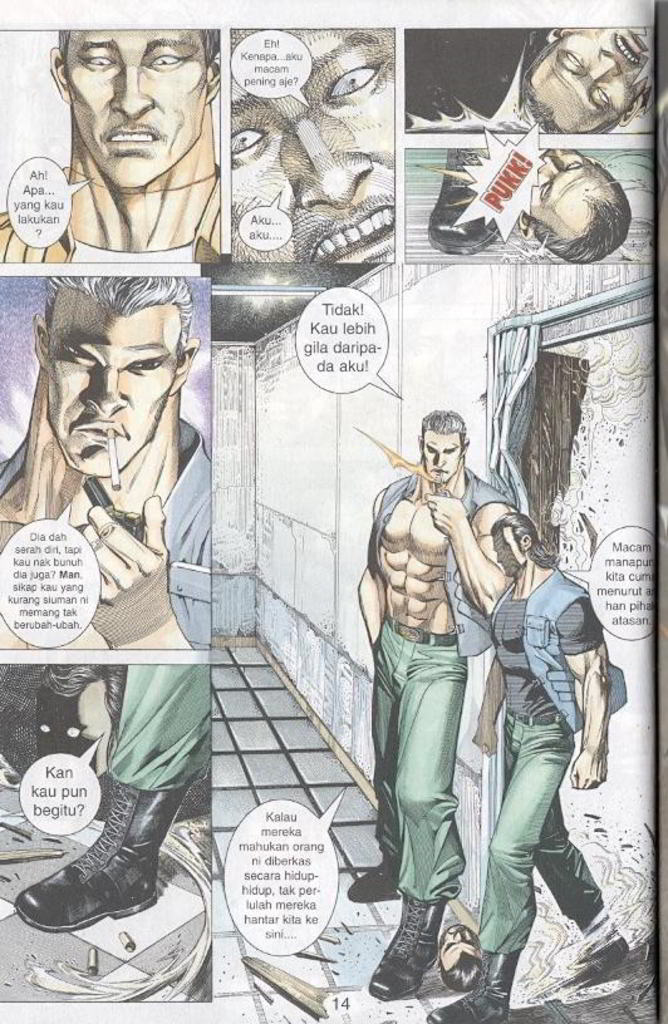 Ah!
Apa...
yang kau
lakukan
?
Eh!
Kenapa...aku
macam
pening aje?
Aku...
aku....
PUKK!
Dia dah
serah diri, tapi
kau nak bunuh
dia juga? Man,
sikap kau yang
kurang siuman ni
memang tak
berubah-ubah.
Tidak!
Kau lebih
gila daripa-
da aku!
Macam
manapun
kita cum
menurut a
han piha
atasan.
Kan
kau pun
begitu?
Kalau
mereka
mahukan orang
ni diberkas
secara hidup-
hidup, tak per-
lulah mereka
hantar kita ke
sini....
14